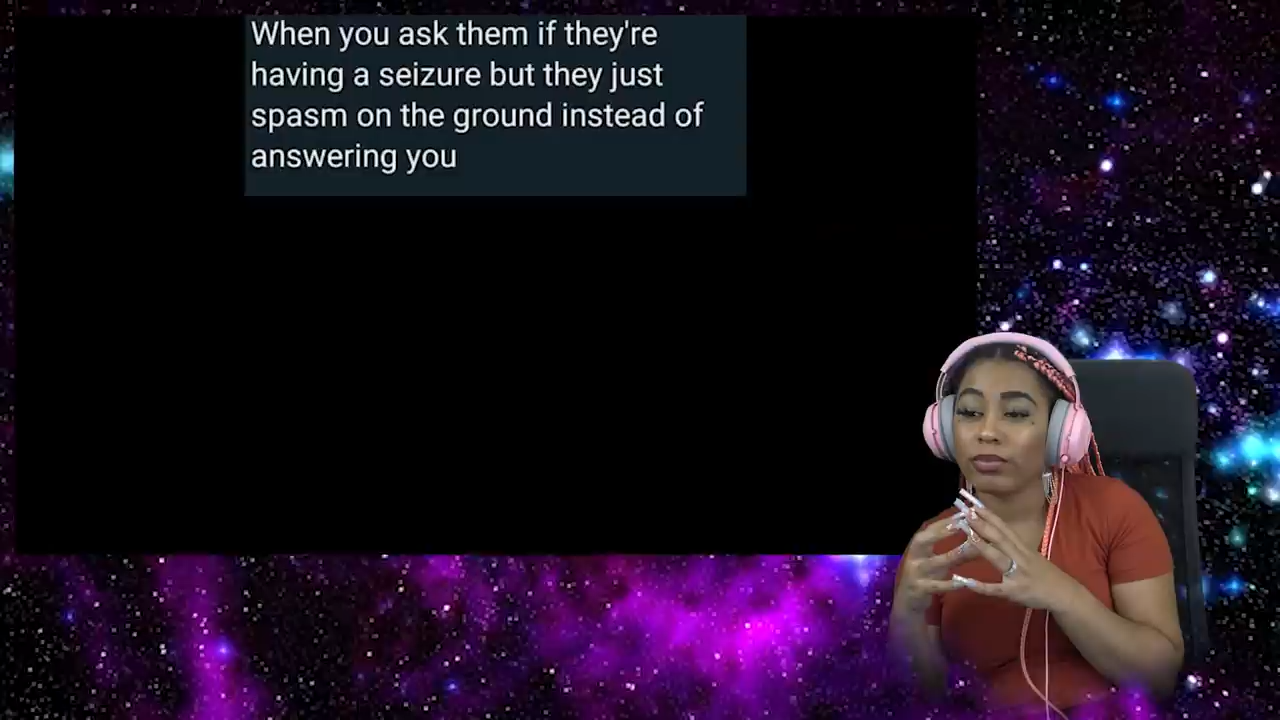 When you ask them if they're
having a seizure but they just
spasm on the ground instead of
answering you